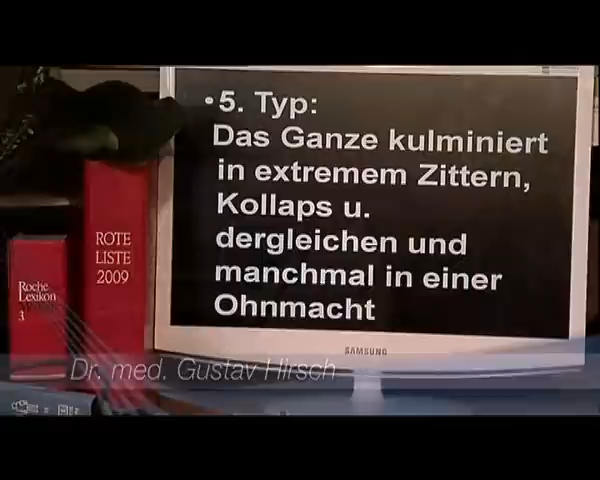 •5. Typ:
Das Ganze kulminiert
in extremem Zittern,
Kollaps u.
dergleichen und
manchmal in einer
Ohnmacht
ROTE
LISTE
2009
Roche
Lexikon
3
SAMSUNG
Dr. med. Gustav Hirsch